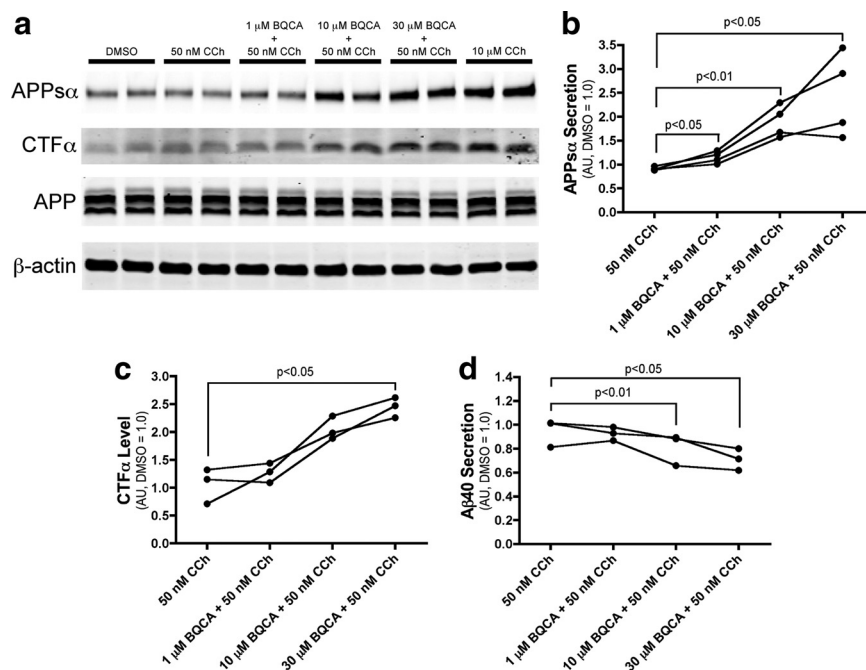 a
DMSO
50 nM CCh
1 μM BQCA
+
50 nM CCh
10 μM BQCA
+
50 nM CCh
30 μM BQCA
+
50 nM CCh
10 μM CCh
APPsα
CTFα
APP
β-actin
b
APPsα Secretion
(AU, DMSO = 1.0)
3.5
3.0
2.5
2.0
1.5
1.0
0.5
0.0
p<0.05
p<0.01
p<0.05
50 nM CCh
1 μM BQCA + 50 nM CCh
10 μM BQCA + 50 nM CCh
30 μM BQCA + 50 nM CCh
c
CTFα Level
(AU, DMSO = 1.0)
3.0
2.5
2.0
1.5
1.0
0.5
0.0
p<0.05
50 nM CCh
1 μM BQCA + 50 nM CCh
10 μM BQCA + 50 nM CCh
30 μM BQCA + 50 nM CCh
d
Aβ40 Secretion
(AU, DMSO = 1.0)
1.6
1.4
1.2
1.0
0.8
0.6
0.4
0.2
0.0
p<0.05
p<0.01
50 nM CCh
1 μM BQCA + 50 nM CCh
10 μM BQCA + 50 nM CCh
30 μM BQCA + 50 nM CCh